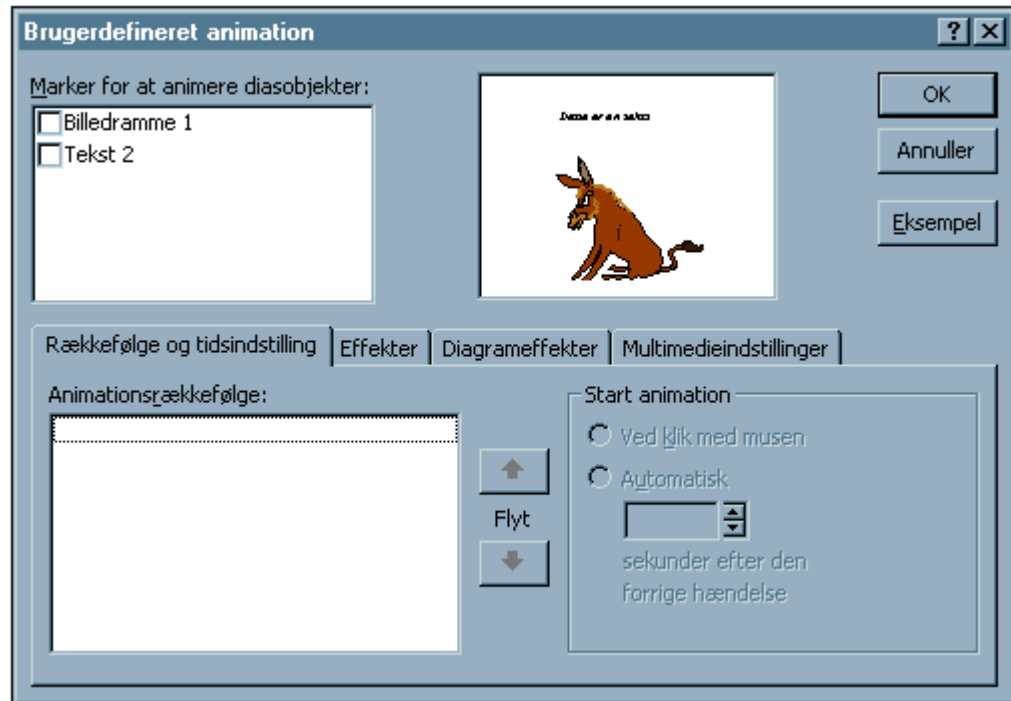 Brugerdefineret animation
Marker for at animere diasobjekter:
Billedramme 1
Tekst 2
OK
Annuller
Eksempel
Rækkefølge og tidsindstilling
Effekter
Diagrameffekter
Multimedieindstillinger
Animationsrækkefølge:
Flyt
Start animation
Ved klik med musen
Automatisk
sekunder efter den
forrige hændelse